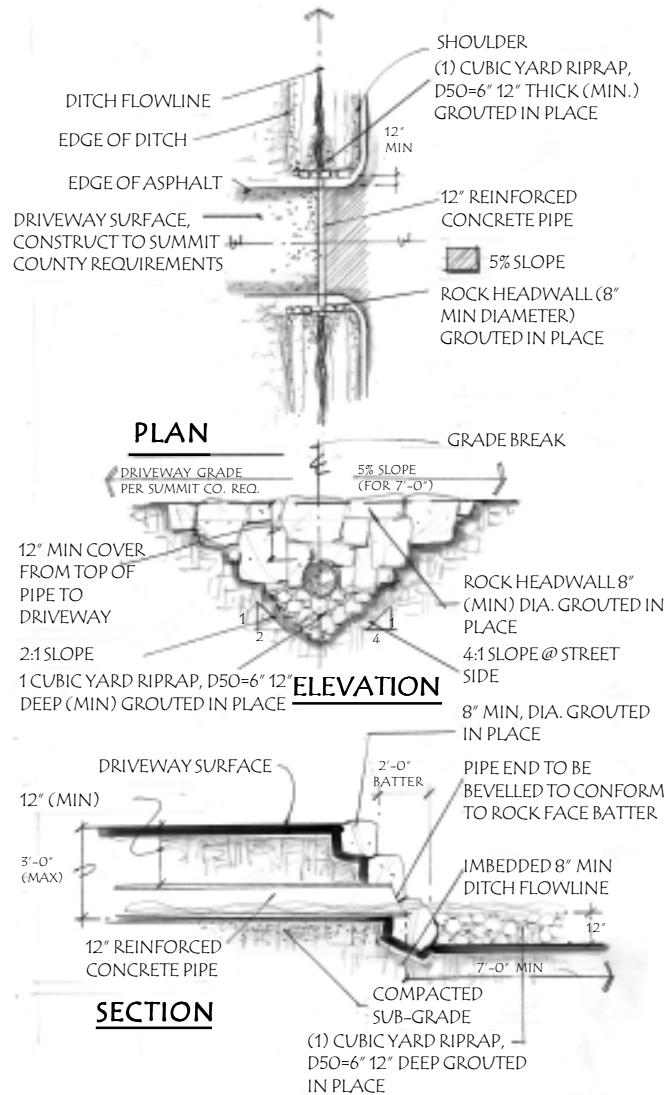 SHOULDER
(1) CUBIC YARD RIPRAP,
D50=6" 12" THICK (MIN.)
GROUTED IN PLACE
DITCH FLOWLINE
EDGE OF DITCH
12"
MIN
EDGE OF ASPHALT
12" REINFORCED
CONCRETE PIPE
DRIVEWAY SURFACE,
CONSTRUCT TO SUMMIT
COUNTY REQUIREMENTS
5% SLOPE
ROCK HEADWALL (8"
MIN DIAMETER)
GROUTED IN PLACE
PLAN
GRADE BREAK
DRIVEWAY GRADE
PER SUMMIT CO. REQ.
5% SLOPE
(FOR 7'-0")
12" MIN COVER
FROM TOP OF
PIPE TO
DRIVEWAY
ROCK HEADWALL 8"
(MIN) DIA. GROUTED IN
PLACE
1
2
1
4
2:1 SLOPE
4:1 SLOPE @ STREET
SIDE
1 CUBIC YARD RIPRAP, D50=6" 12"
DEEP (MIN) GROUTED IN PLACE
ELEVATION
8" MIN, DIA. GROUTED
IN PLACE
DRIVEWAY SURFACE
2'-0"
BATTER
PIPE END TO BE
BEVELLED TO CONFORM
TO ROCK FACE BATTER
12" (MIN)
3'-0"
(MAX)
IMBEDDED 8" MIN
DITCH FLOWLINE
12"
12" REINFORCED
CONCRETE PIPE
7'-0" MIN
SECTION
COMPACTED
SUB-GRADE
(1) CUBIC YARD RIPRAP,
D50=6" 12" DEEP GROUTED
IN PLACE